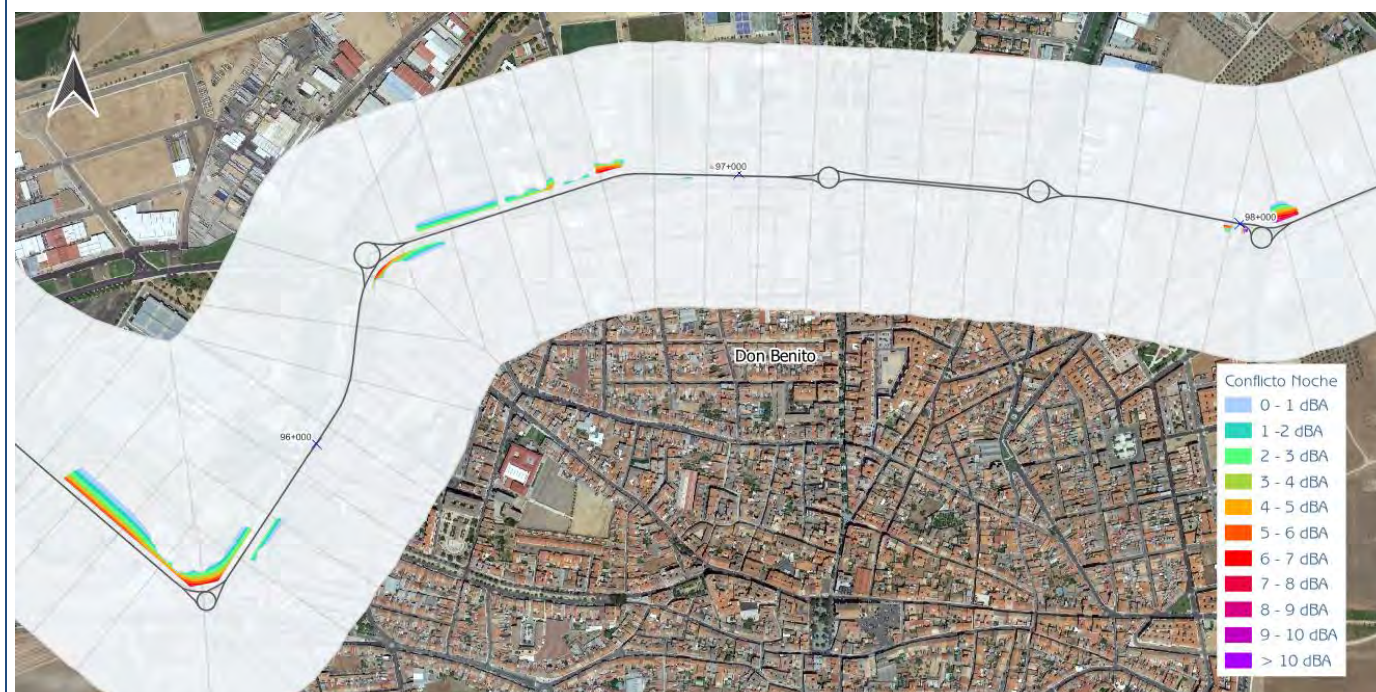 97+000
98+000
Don Benito
96+000
Conflicto Noche
0 - 1 dBA
1 -2 dBA
2 - 3 dBA
3 - 4 dBA
4 - 5 dBA
5 - 6 dBA
6 - 7 dBA
7 - 8 dBA
8 - 9 dBA
9 - 10 dBA
> 10 dBA